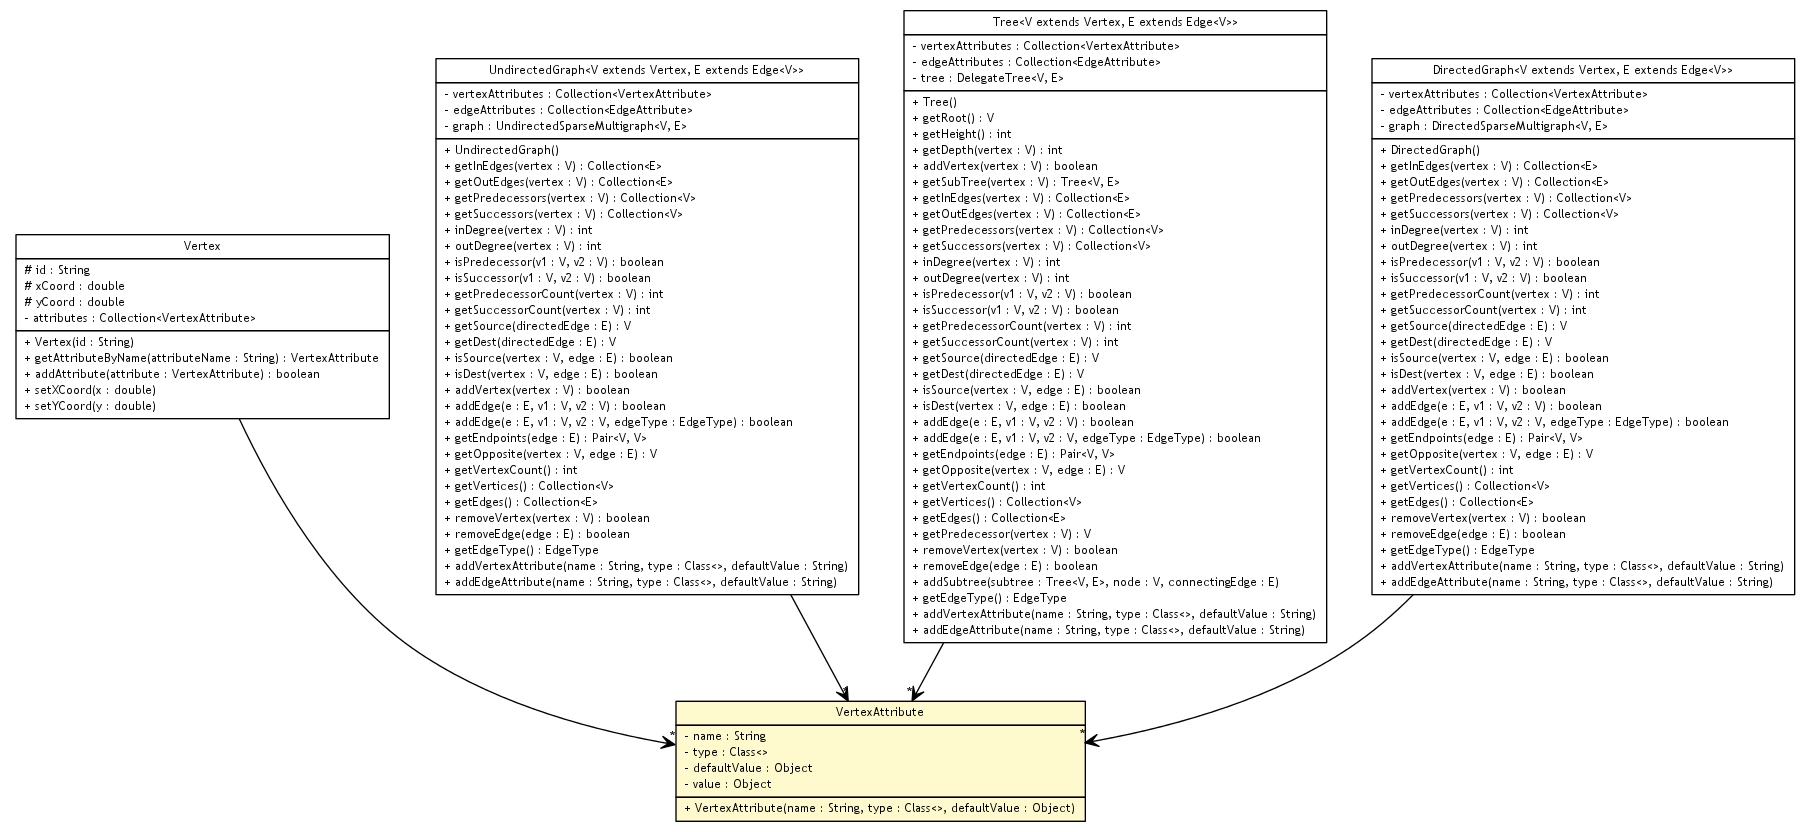 Vertex
# id : String
# xCoord : double
# yCoord : double
- attributes : Collection<VertexAttribute>
+ Vertex(id : String)
+ getAttributeByName(attributeName : String) : VertexAttribute
+ addAttribute(attribute : VertexAttribute) : boolean
+ setXCoord(x : double)
+ setYCoord(y : double)
UndirectedGraph<V extends Vertex, E extends Edge<V>>
- vertexAttributes : Collection<VertexAttribute>
- edgeAttributes : Collection<EdgeAttribute>
- graph : UndirectedSparseMultigraph<V, E>
+ UndirectedGraph()
+ getInEdges(vertex : V) : Collection<E>
+ getOutEdges(vertex : V) : Collection<E>
+ getPredecessors(vertex : V) : Collection<V>
+ getSuccessors(vertex : V) : Collection<V>
+ inDegree(vertex : V) : int
+ outDegree(vertex : V) : int
+ isPredecessor(v1 : V, v2 : V) : boolean
+ isSuccessor(v1 : V, v2 : V) : boolean
+ getPredecessorCount(vertex : V) : int
+ getSuccessorCount(vertex : V) : int
+ getSource(directedEdge : E) : V
+ getDest(directedEdge : E) : V
+ isSource(vertex : V, edge : E) : boolean
+ isDest(vertex : V, edge : E) : boolean
+ addVertex(vertex : V) : boolean
+ addEdge(e : E, v1 : V, v2 : V) : boolean
+ addEdge(e : E, v1 : V, v2 : V, edgeType : EdgeType) : boolean
+ getEndpoints(edge : E) : Pair<V, V>
+ getOpposite(vertex : V, edge : E) : V
+ getVertexCount() : int
+ getVertices() : Collection<V>
+ getEdges() : Collection<E>
+ removeVertex(vertex : V) : boolean
+ removeEdge(edge : E) : boolean
+ getEdgeType() : EdgeType
+ addVertexAttribute(name : String, type : Class<>, defaultValue : String)
+ addEdgeAttribute(name : String, type : Class<>, defaultValue : String)
Tree<V extends Vertex, E extends Edge<V>>
- vertexAttributes : Collection<VertexAttribute>
- edgeAttributes : Collection<EdgeAttribute>
- tree : DelegateTree<V, E>
+ Tree()
+ getRoot() : V
+ getHeight() : int
+ getDepth(vertex : V) : int
+ addVertex(vertex : V) : boolean
+ getSubTree(vertex : V) : Tree<V, E>
+ getInEdges(vertex : V) : Collection<E>
+ getOutEdges(vertex : V) : Collection<E>
+ getPredecessors(vertex : V) : Collection<V>
+ getSuccessors(vertex : V) : Collection<V>
+ inDegree(vertex : V) : int
+ outDegree(vertex : V) : int
+ isPredecessor(v1 : V, v2 : V) : boolean
+ isSuccessor(v1 : V, v2 : V) : boolean
+ getPredecessorCount(vertex : V) : int
+ getSuccessorCount(vertex : V) : int
+ getSource(directedEdge : E) : V
+ getDest(directedEdge : E) : V
+ isSource(vertex : V, edge : E) : boolean
+ isDest(vertex : V, edge : E) : boolean
+ addEdge(e : E, v1 : V, v2 : V) : boolean
+ addEdge(e : E, v1 : V, v2 : V, edgeType : EdgeType) : boolean
+ getEndpoints(edge : E) : Pair<V, V>
+ getOpposite(vertex : V, edge : E) : V
+ getVertexCount() : int
+ getVertices() : Collection<V>
+ getEdges() : Collection<E>
+ getPredecessor(vertex : V) : V
+ removeVertex(vertex : V) : boolean
+ removeEdge(edge : E) : boolean
+ addSubtree(subtree : Tree<V, E>, node : V, connectingEdge : E)
+ getEdgeType() : EdgeType
+ addVertexAttribute(name : String, type : Class<>, defaultValue : String)
+ addEdgeAttribute(name : String, type : Class<>, defaultValue : String)
DirectedGraph<V extends Vertex, E extends Edge<V>>
- vertexAttributes : Collection<VertexAttribute>
- edgeAttributes : Collection<EdgeAttribute>
- graph : DirectedSparseMultigraph<V, E>
+ DirectedGraph()
+ getInEdges(vertex : V) : Collection<E>
+ getOutEdges(vertex : V) : Collection<E>
+ getPredecessors(vertex : V) : Collection<V>
+ getSuccessors(vertex : V) : Collection<V>
+ inDegree(vertex : V) : int
+ outDegree(vertex : V) : int
+ isPredecessor(v1 : V, v2 : V) : boolean
+ isSuccessor(v1 : V, v2 : V) : boolean
+ getPredecessorCount(vertex : V) : int
+ getSuccessorCount(vertex : V) : int
+ getSource(directedEdge : E) : V
+ getDest(directedEdge : E) : V
+ isSource(vertex : V, edge : E) : boolean
+ isDest(vertex : V, edge : E) : boolean
+ addVertex(vertex : V) : boolean
+ addEdge(e : E, v1 : V, v2 : V) : boolean
+ addEdge(e : E, v1 : V, v2 : V, edgeType : EdgeType) : boolean
+ getEndpoints(edge : E) : Pair<V, V>
+ getOpposite(vertex : V, edge : E) : V
+ getVertexCount() : int
+ getVertices() : Collection<V>
+ getEdges() : Collection<E>
+ removeVertex(vertex : V) : boolean
+ removeEdge(edge : E) : boolean
+ getEdgeType() : EdgeType
+ addVertexAttribute(name : String, type : Class<>, defaultValue : String)
+ addEdgeAttribute(name : String, type : Class<>, defaultValue : String)
*
*
*
*
VertexAttribute
- name : String
- type : Class<>
- defaultValue : Object
- value : Object
+ VertexAttribute(name : String, type : Class<>, defaultValue : Object)